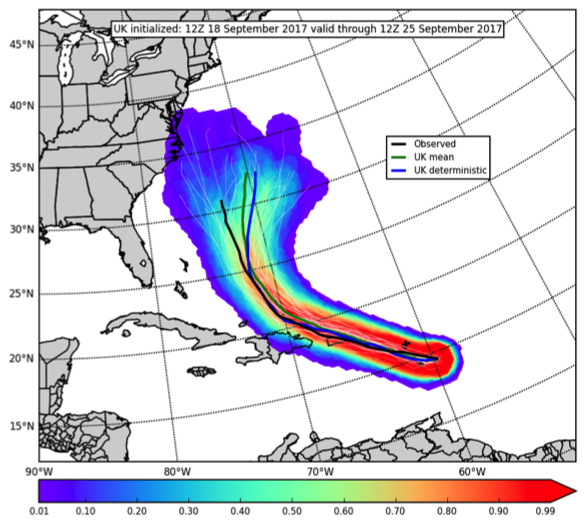 UK initialized: 12Z 18 September 2017 valid through 12Z 25 September 2017
45°N
40°N
35°N
30°N
25°N
20°N
15°N
Observed
UK mean
UK deterministic
90°W 80°W 70°W 60°W
0.01 0.10 0.20 0.30 0.40 0.50 0.60 0.70 0.80 0.90 0.99